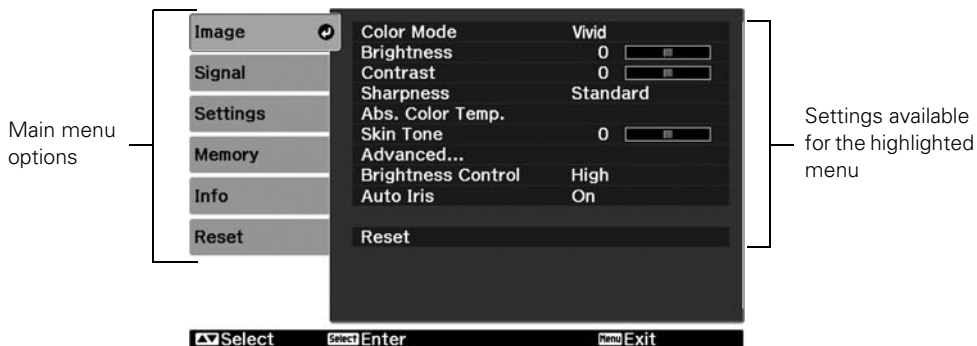 Main menu
options
Image
Signal
Settings
Memory
Info
Reset
Color Mode Vivid
Brightness 0
Contrast 0
Sharpness Standard
Abs. Color Temp.
Skin Tone 0
Advanced...
Brightness Control High
Auto Iris On
Reset
Settings available
for the highlighted
menu
Select Select Enter Menu Exit